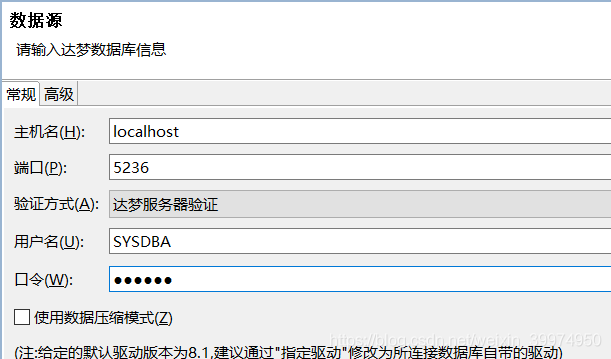 数据源
请输入达梦数据库信息
常规 高级
主机名(H): localhost
端口(P): 5236
验证方式(A): 达梦服务器验证
用户名(U): SYSDBA
口令(W): ●●●●●●
使用数据压缩模式(Z)
(注:给定的默认驱动版本为8.1,建议通过"指定驱动"修改为所连接数据库自带的驱动)
https://blog.csdn.net/weixin_39974950